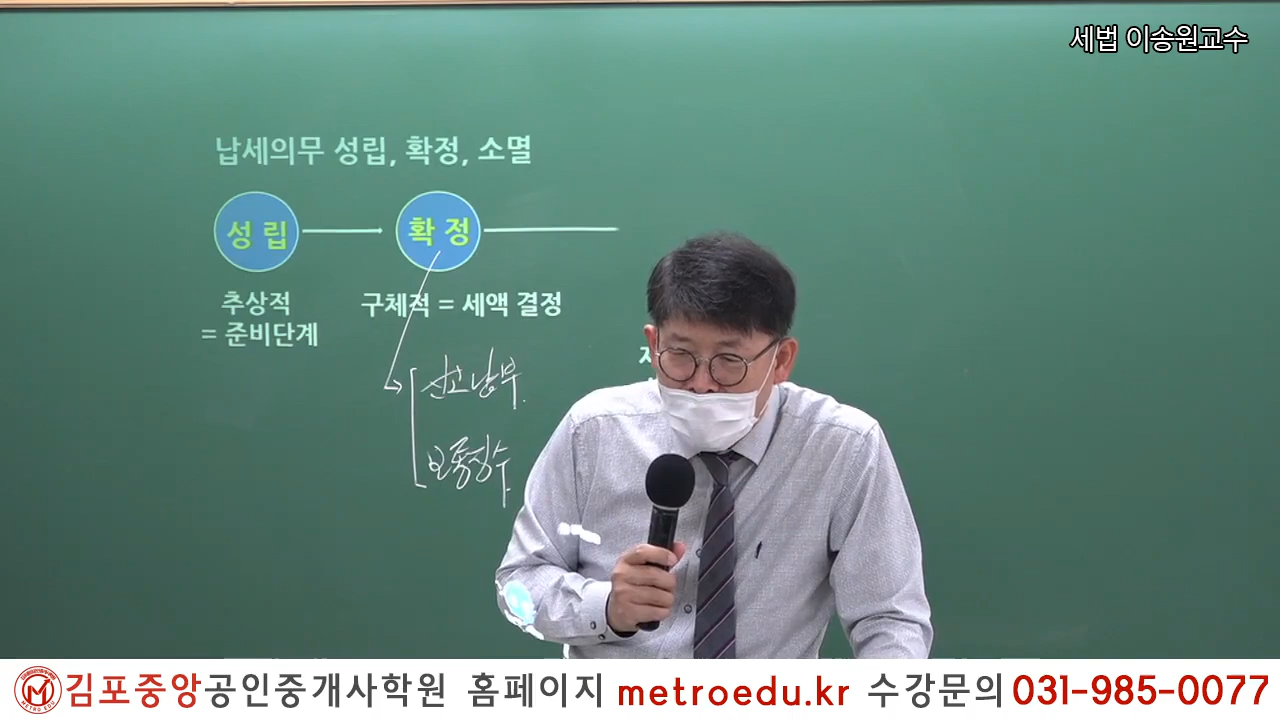 세법 이송원교수
납세의무 성립, 확정, 소멸
성립
확정
추상적
= 준비단계
구체적 = 세액 결정
신고납부.
보통징수.
김포중앙공인중개사학원 홈페이지 metroedu.kr 수강문의 031-985-0077